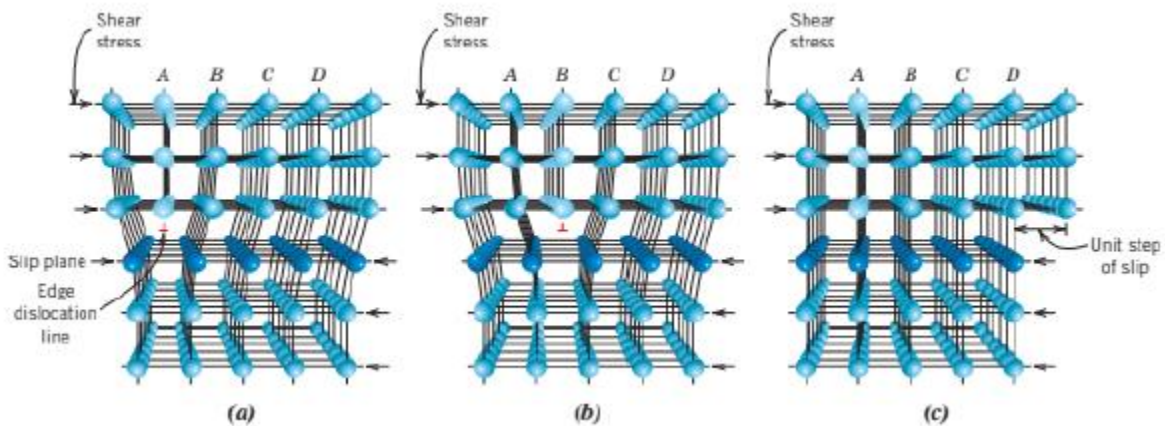 Shear
stress
A B C D
Slip plane
Edge
dislocation
line
(a)
Shear
stress
A B C D
(b)
Shear
stress
A B C D
Unit step
of slip
(c)